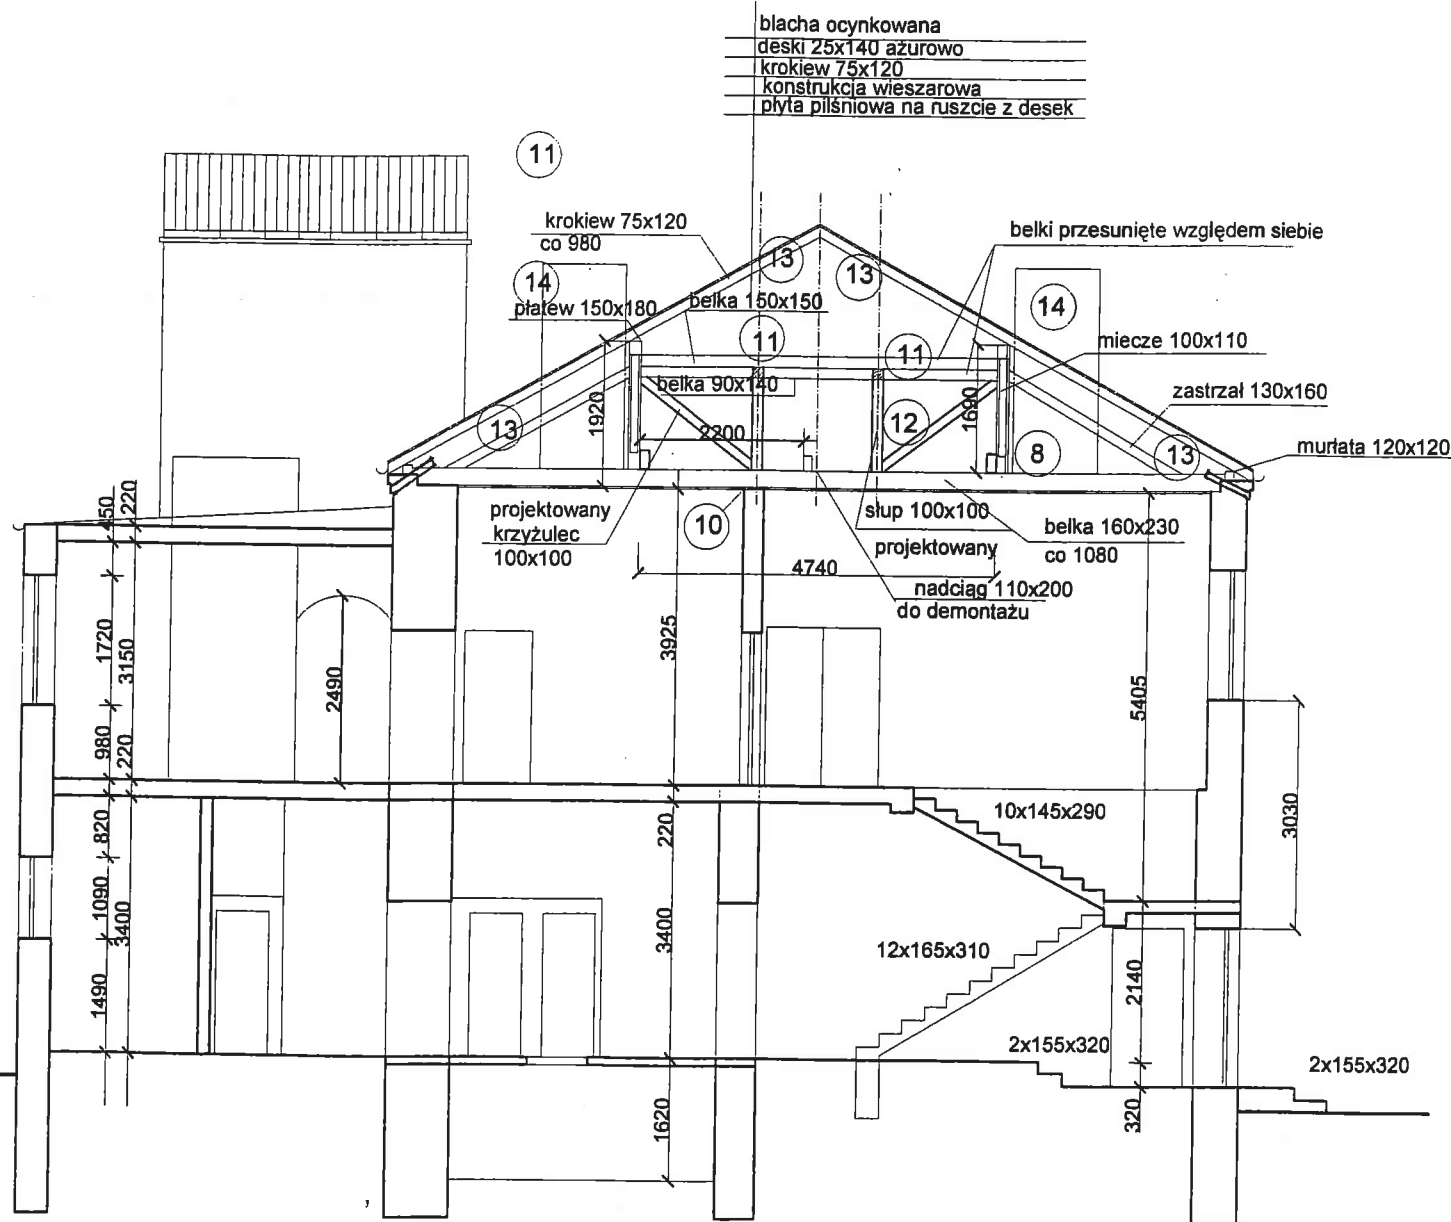 blacha ocynkowana
deski 25x140 ażurowo
krokiew 75x120
konstrukcja wieszarowa
płyta pilśniowa na ruszcie z desek
11
krokiew 75x120
co 980
13
13
belki przesunięte względem siebie
14
14
płatew 150x180
belka 150x150
11
11
miecze 100x110
belka 90x140
1920
1690
zastrzał 130x160
2200
12
13
8
13
murłata 120x120
450
220
projektowany
krzyżulec
100x100
10
słup 100x100
projektowany
belka 160x230
co 1080
4740
nadciąg 110x200
do demontażu
1720
3150
2490
3925
5405
980
220
820
220
10x145x290
3030
1090
3400
3400
12x165x310
1490
2140
2x155x320
2x155x320
1620
320